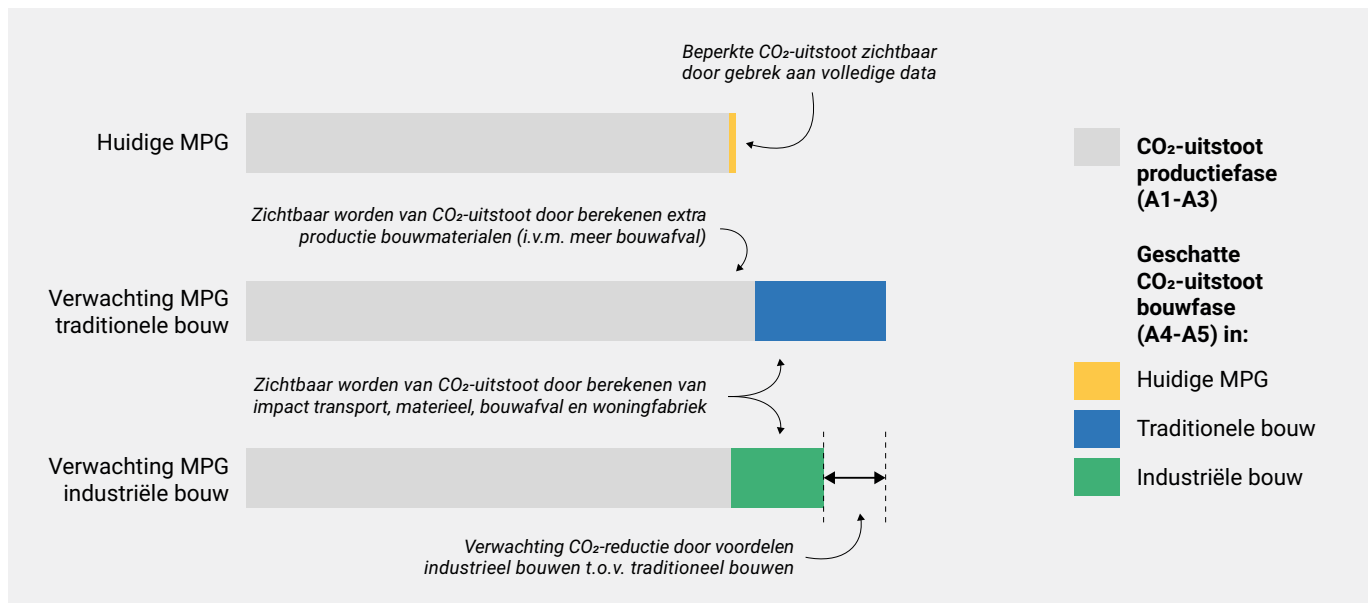 Beperkte CO₂-uitstoot zichtbaar
door gebrek aan volledige data
Huidige MPG
Zichtbaar worden van CO₂-uitstoot door berekenen extra
productie bouwmaterialen (i.v.m. meer bouwafval)
Verwachting MPG
traditionele bouw
Zichtbaar worden van CO₂-uitstoot door berekenen van
impact transport, materieel, bouwafval en woningfabriek
Verwachting MPG
industriële bouw
Verwachting CO₂-reductie door voordelen
industrieel bouwen t.o.v. traditioneel bouwen
CO₂-uitstoot
productiefase
(A1-A3)
Geschatte
CO₂-uitstoot
bouwfase
(A4-A5) in:
Huidige MPG
Traditionele bouw
Industriële bouw